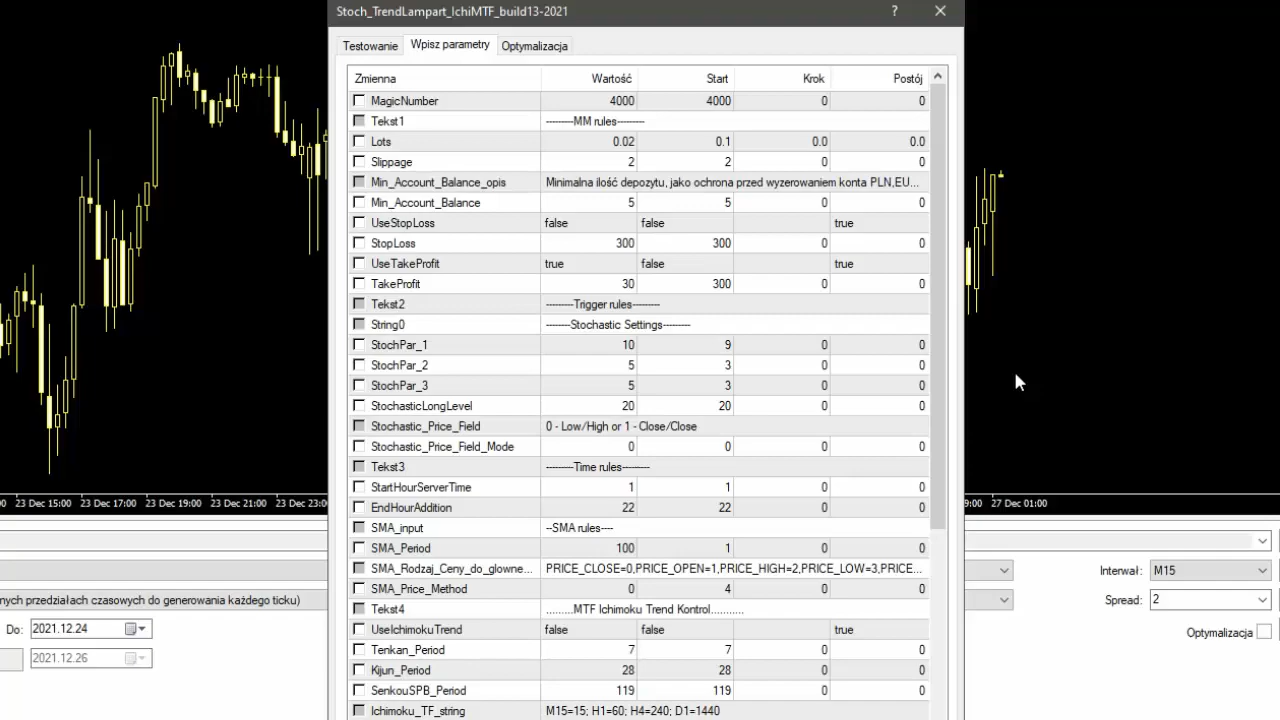 Stoch_TrendLampart_IchiMTF_build13-2021 ?
Testowanie Wpisz parametry Optymalizacja
Zmienna Wartość Start Krok Postój
MagicNumber 4000 4000 0 0
Tekst1 ---------MM rules---------
Lots 0.02 0.1 0.0 0.0
Slippage 2 2 0 0
Min_Account_Balance_opis Minimalna ilość depozytu, jako ochrona przed wyzerowaniem konta PLN,EU...
Min_Account_Balance 5 5 0 0
UseStopLoss false false true
StopLoss 300 300 0 0
UseTakeProfit true false true
TakeProfit 30 300 0 0
Tekst2 ---------Trigger rules---------
String0 --------Stochastic Settings---------
StochPar_1 10 9 0 0
StochPar_2 5 3 0 0
StochPar_3 5 3 0 0
StochasticLongLevel 20 20 0 0
Stochastic_Price_Field 0 - Low/High or 1 - Close/Close
Stochastic_Price_Field_Mode 0 0 0 0
Tekst3 ---------Time rules---------
StartHourServerTime 1 1 0 0
EndHourAddition 22 22 0 0
SMA_input --SMA rules----
SMA_Period 100 1 0 0
SMA_Rodzaj_Ceny_do_glowne... PRICE_CLOSE=0,PRICE_OPEN=1,PRICE_HIGH=2,PRICE_LOW=3,PRICE...
SMA_Price_Method 0 4 0 0
Tekst4 .........MTF Ichimoku Trend Kontrol...........
UseIchimokuTrend false false true
Tenkan_Period 7 7 0 0
Kijun_Period 28 28 0 0
SenkouSPB_Period 119 119 0 0
Ichimoku_TF_string M15=15; H1=60; H4=240; D1=1440
23 Dec 15:00 23 Dec 17:00 23 Dec 19:00 23 Dec 21:00 23 Dec 23:0
9:00 27 Dec 01:00
Interwał: M15
nych przedziałach czasowych do generowania każdego ticku)
Spread: 2
Do: 2021.12.24
Optymalizacja
2021.12.26